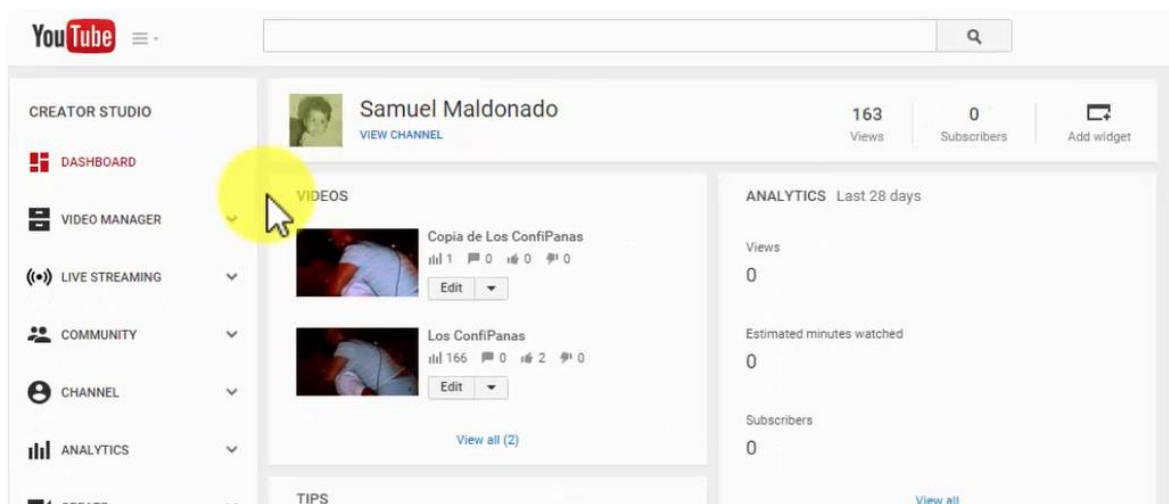 YouTube
CREATOR STUDIO
DASHBOARD
VIDEO MANAGER
LIVE STREAMING
COMMUNITY
CHANNEL
ANALYTICS
Samuel Maldonado
VIEW CHANNEL
163
Views
0
Subscribers
Add widget
VIDEOS
Copia de Los ConfiPanas
1 0 0 0
Edit
Los ConfiPanas
166 0 2 0
Edit
View all (2)
TIPS
ANALYTICS Last 28 days
Views
0
Estimated minutes watched
0
Subscribers
0
View all